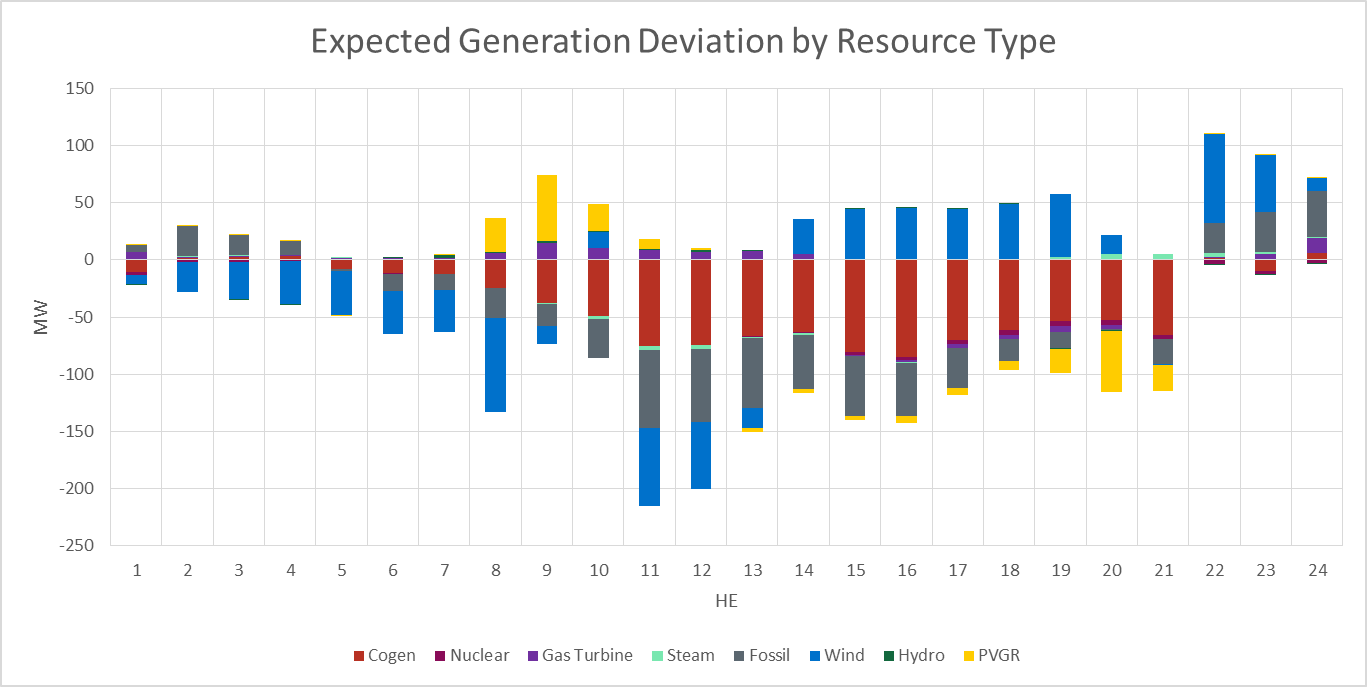 Expected Generation Deviation by Resource Type
150
100
50
0
-50
-100
-150
-200
-250
MW
1 2 3 4 5 6 7 8 9 10 11 12 13 14 15 16 17 18 19 20 21 22 23 24
HE
Cogen Nuclear Gas Turbine Steam Fossil Wind Hydro PVGR